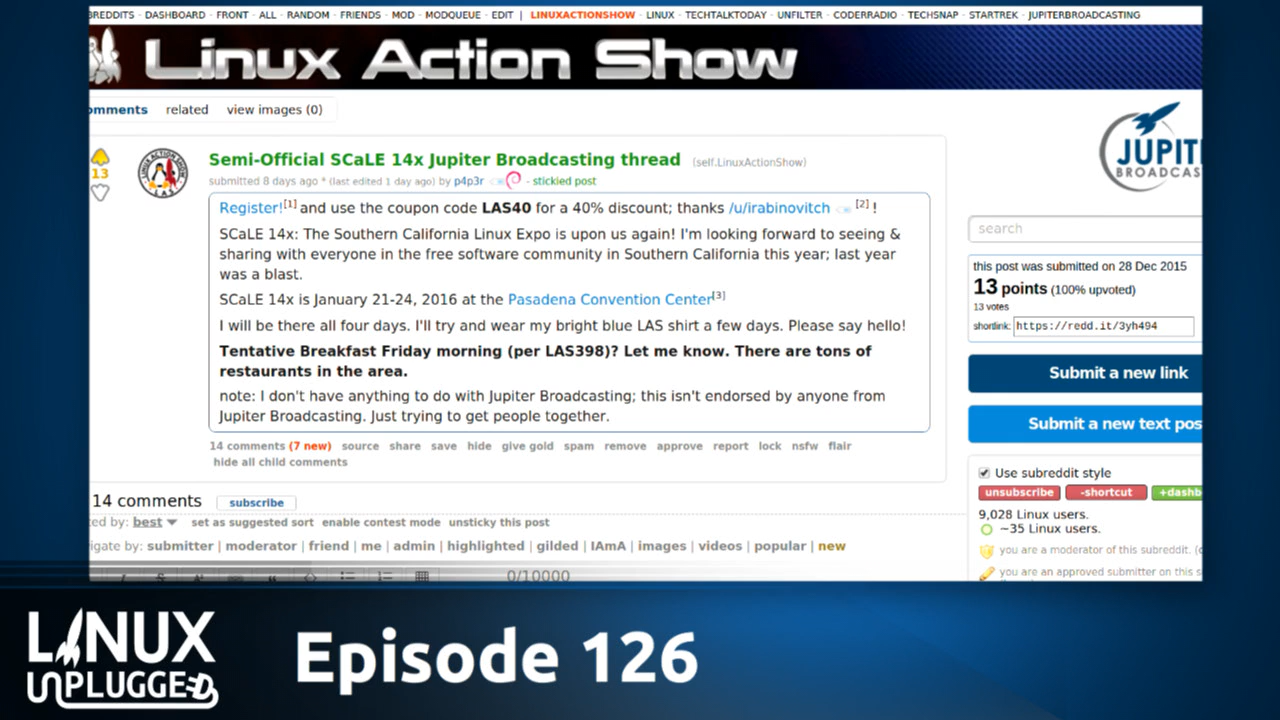 BREDDITS - DASHBOARD - FRONT - ALL - RANDOM - FRIENDS - MOD - MODQUEUE - EDIT | LINUXACTIONSHOW - LINUX - TECHTALKTODAY - UNFILTER - CODERRADIO - TECHSNAP - STARTREK - JUPITERBROADCASTING
Linux Action Show
omments related view images (0)
13
Semi-Official SCaLE 14x Jupiter Broadcasting thread (self.LinuxActionShow)
submitted 8 days ago * (last edited 1 day ago) by p4p3r - stickied post
Register![1] and use the coupon code LAS40 for a 40% discount; thanks /u/irabinovitch [2] !
SCaLE 14x: The Southern California Linux Expo is upon us again! I'm looking forward to seeing &
sharing with everyone in the free software community in Southern California this year; last year
was a blast.
SCaLE 14x is January 21-24, 2016 at the Pasadena Convention Center[3]
I will be there all four days. I'll try and wear my bright blue LAS shirt a few days. Please say hello!
Tentative Breakfast Friday morning (per LAS398)? Let me know. There are tons of
restaurants in the area.
note: I don't have anything to do with Jupiter Broadcasting; this isn't endorsed by anyone from
Jupiter Broadcasting. Just trying to get people together.
14 comments (7 new) source share save hide give gold spam remove approve report lock nsfw flair
hide all child comments
14 comments subscribe
ted by: best set as suggested sort enable contest mode unsticky this post
igate by: submitter | moderator | friend | me | admin | highlighted | gilded | IAmA | images | videos | popular | new
0/10000
JUPIT
BROADCAS
search
this post was submitted on 28 Dec 2015
13 points (100% upvoted)
13 votes
shortlink: https://redd.it/3yh494
Submit a new link
Submit a new text pos
Use subreddit style
unsubscribe -shortcut +dashb
9,028 Linux users.
~35 Linux users.
you are a moderator of this subreddit. (
you are an approved submitter on this s
LINUX
UNPLUGGED
Episode 126